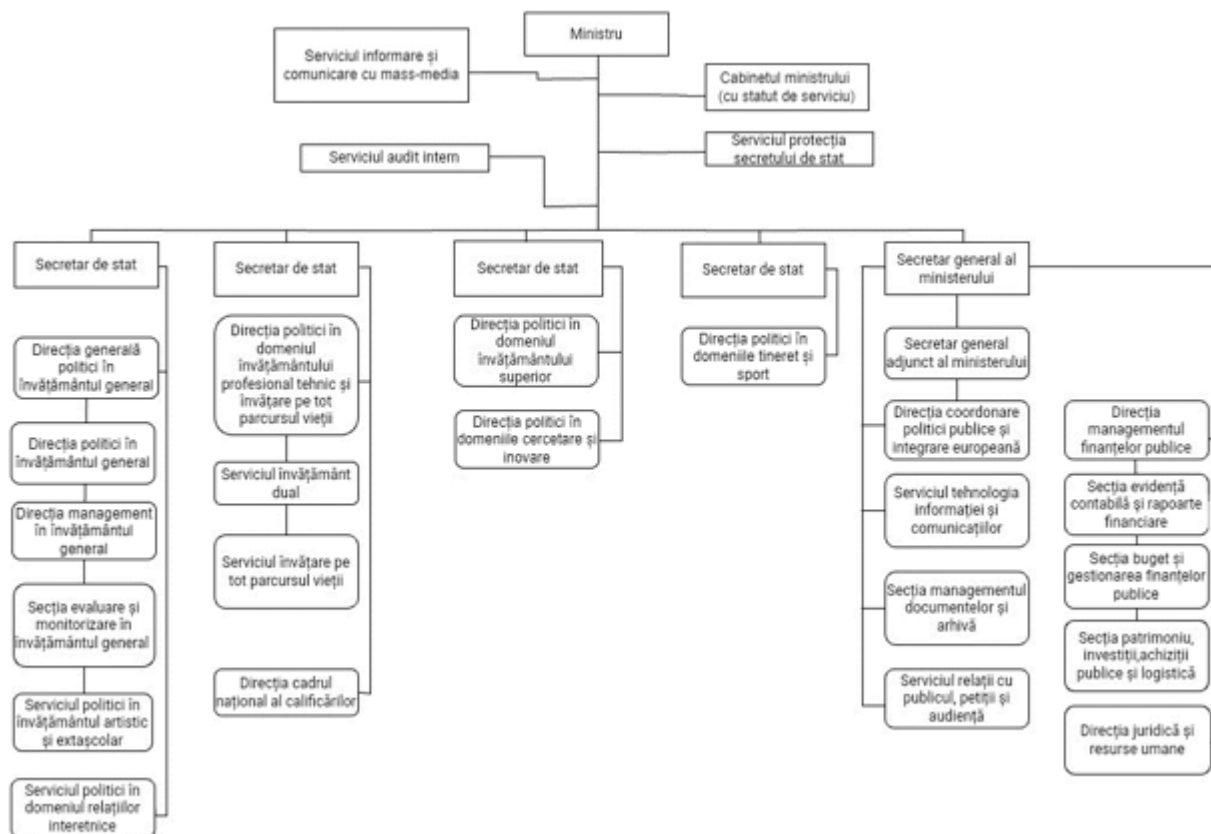 Ministru
Serviciul informare și
comunicare cu mass-media
Cabinetul ministrului
(cu statut de serviciu)
Serviciul protecția
secretului de stat
Serviciul audit intern
Secretar de stat
Secretar de stat
Secretar de stat
Secretar de stat
Secretar general al
ministerului
Direcția generală
politici în
învățământul general
Direcția politici în
învățământul general
Direcția management
în învățământul
general
Secția evaluare și
monitorizare în
învățământul general
Serviciul politici în
învățământul artistic
și extașcolar
Serviciul politici în
domeniul relațiilor
interetnice
Direcția politici în
domeniul
învățământului
profesional tehnic și
învățare pe tot
parcursul vieții
Serviciul învățământ
dual
Serviciul învățare pe
tot parcursul vieții
Direcția cadrul
național al calificărilor
Direcția politici în
domeniul
învățământului
superior
Direcția politici în
domeniile cercetare și
inovare
Direcția politici în
domeniile tineret și
sport
Secretar general
adjunct al ministerului
Direcția coordonare
politici publice și
integrare europeană
Serviciul tehnologia
informației și
comunicațiilor
Secția managementul
documentelor și
arhivă
Serviciul relații cu
publicul, petiții și
audiență
Direcția
managementul
finanțelor publice
Secția evidență
contabilă și rapoarte
financiare
Secția buget și
gestionarea finanțelor
publice
Secția patrimoniu,
investiții,achiziții
publice și logistică
Direcția juridică și
resurse umane